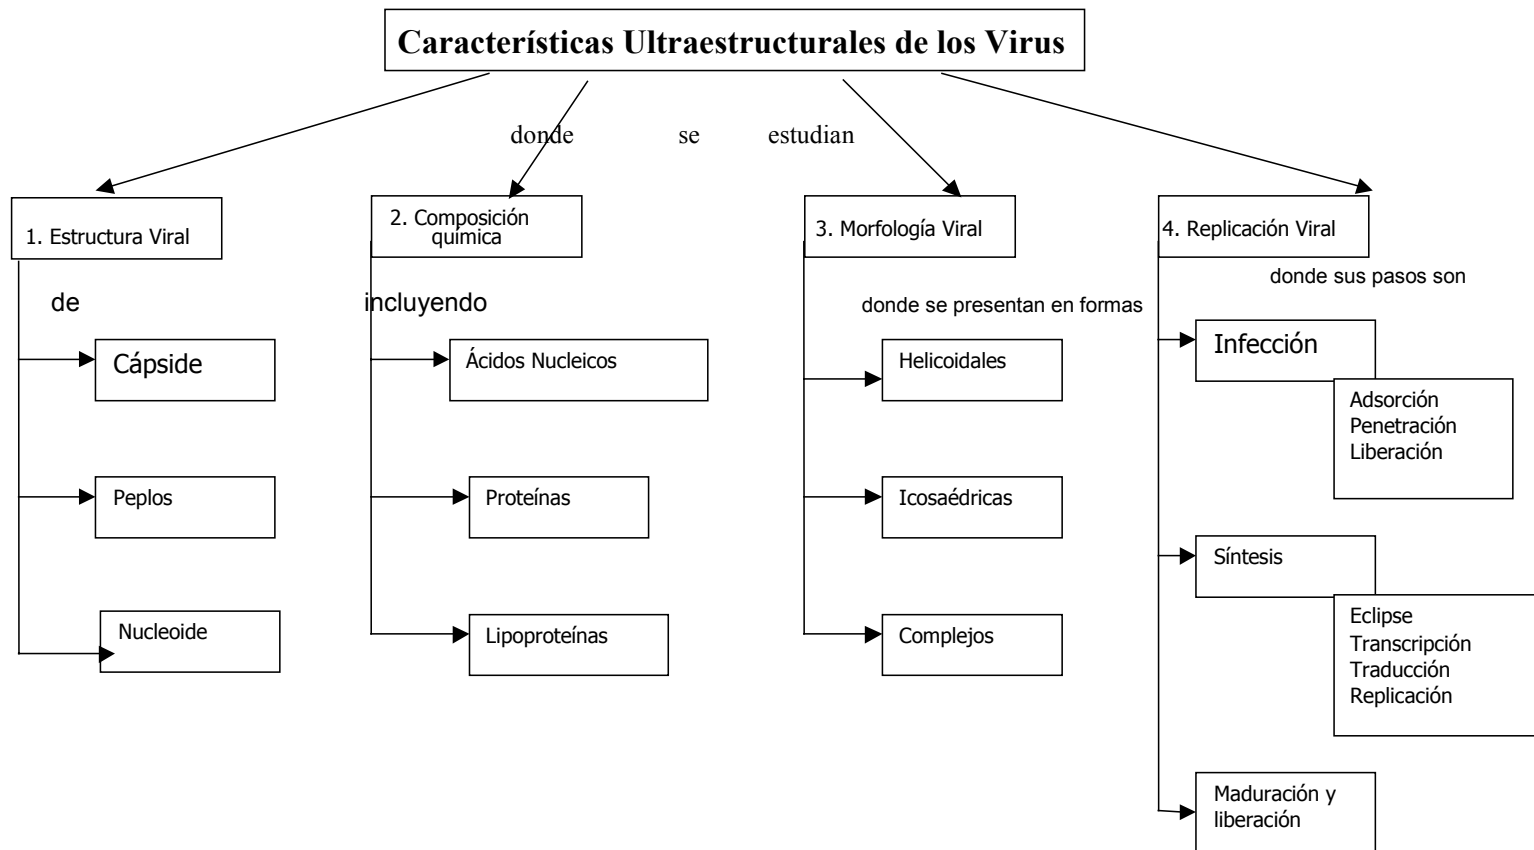 Características Ultraestructurales de los Virus
donde se estudian
1. Estructura Viral
de
Cápside
Peplos
Nucleoide
2. Composición
química
incluyendo
Ácidos Nucleicos
Proteínas
Lipoproteínas
3. Morfología Viral
donde se presentan en formas
Helicoidales
Icosaédricas
Complejos
4. Replicación Viral
donde sus pasos son
Infección
Adsorción
Penetración
Liberación
Síntesis
Eclipse
Transcripción
Traducción
Replicación
Maduración y
liberación